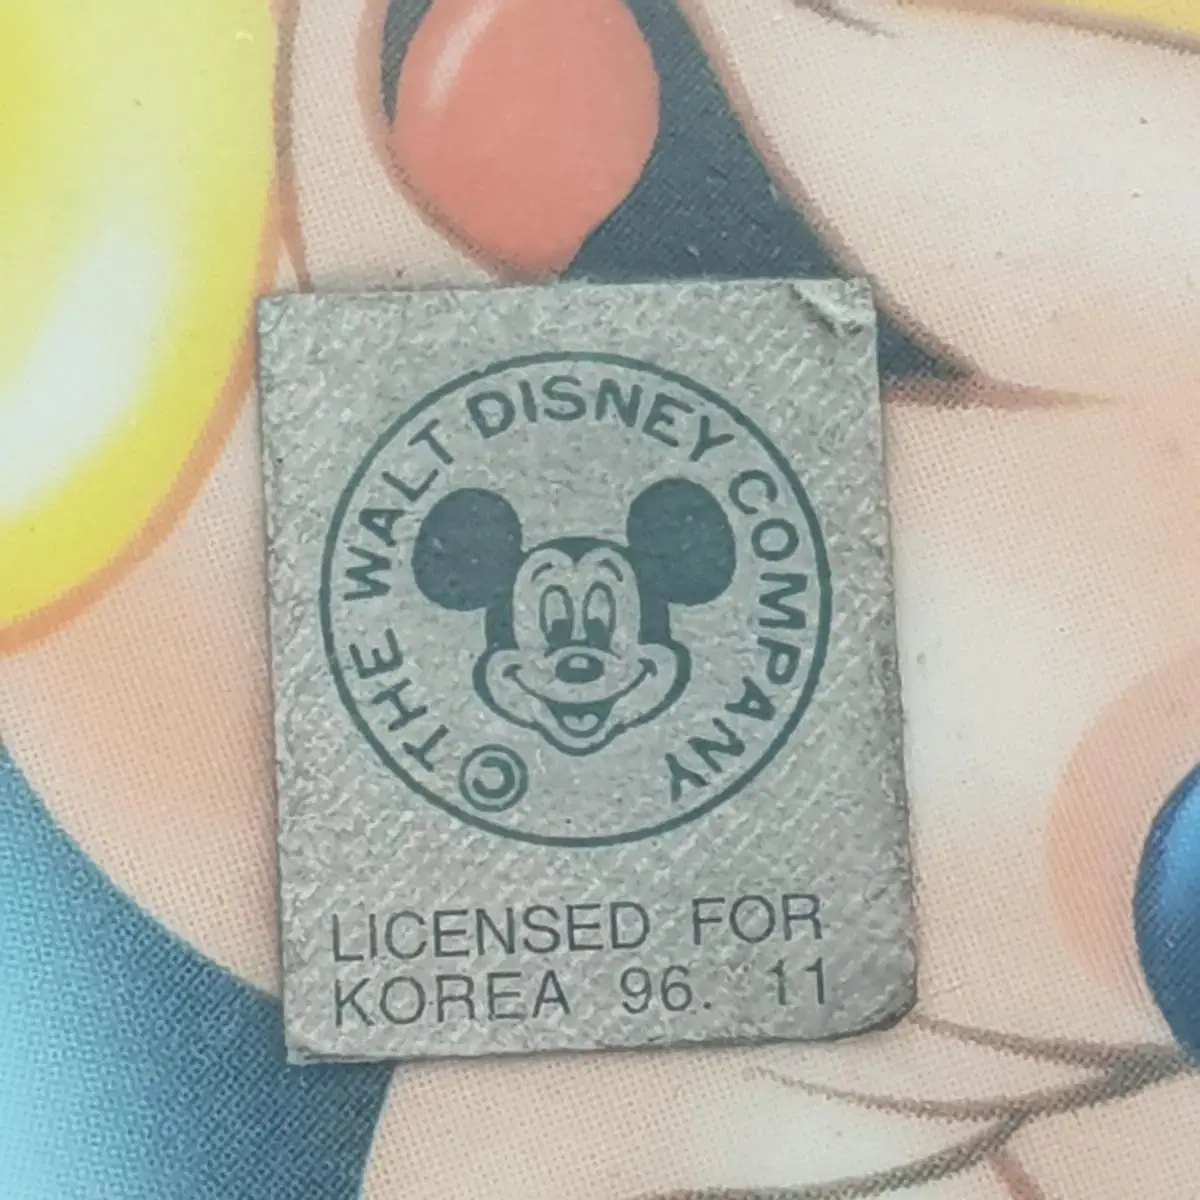 © THE WALT DISNEY COMPANY
LICENSED FOR
KOREA 96. 11